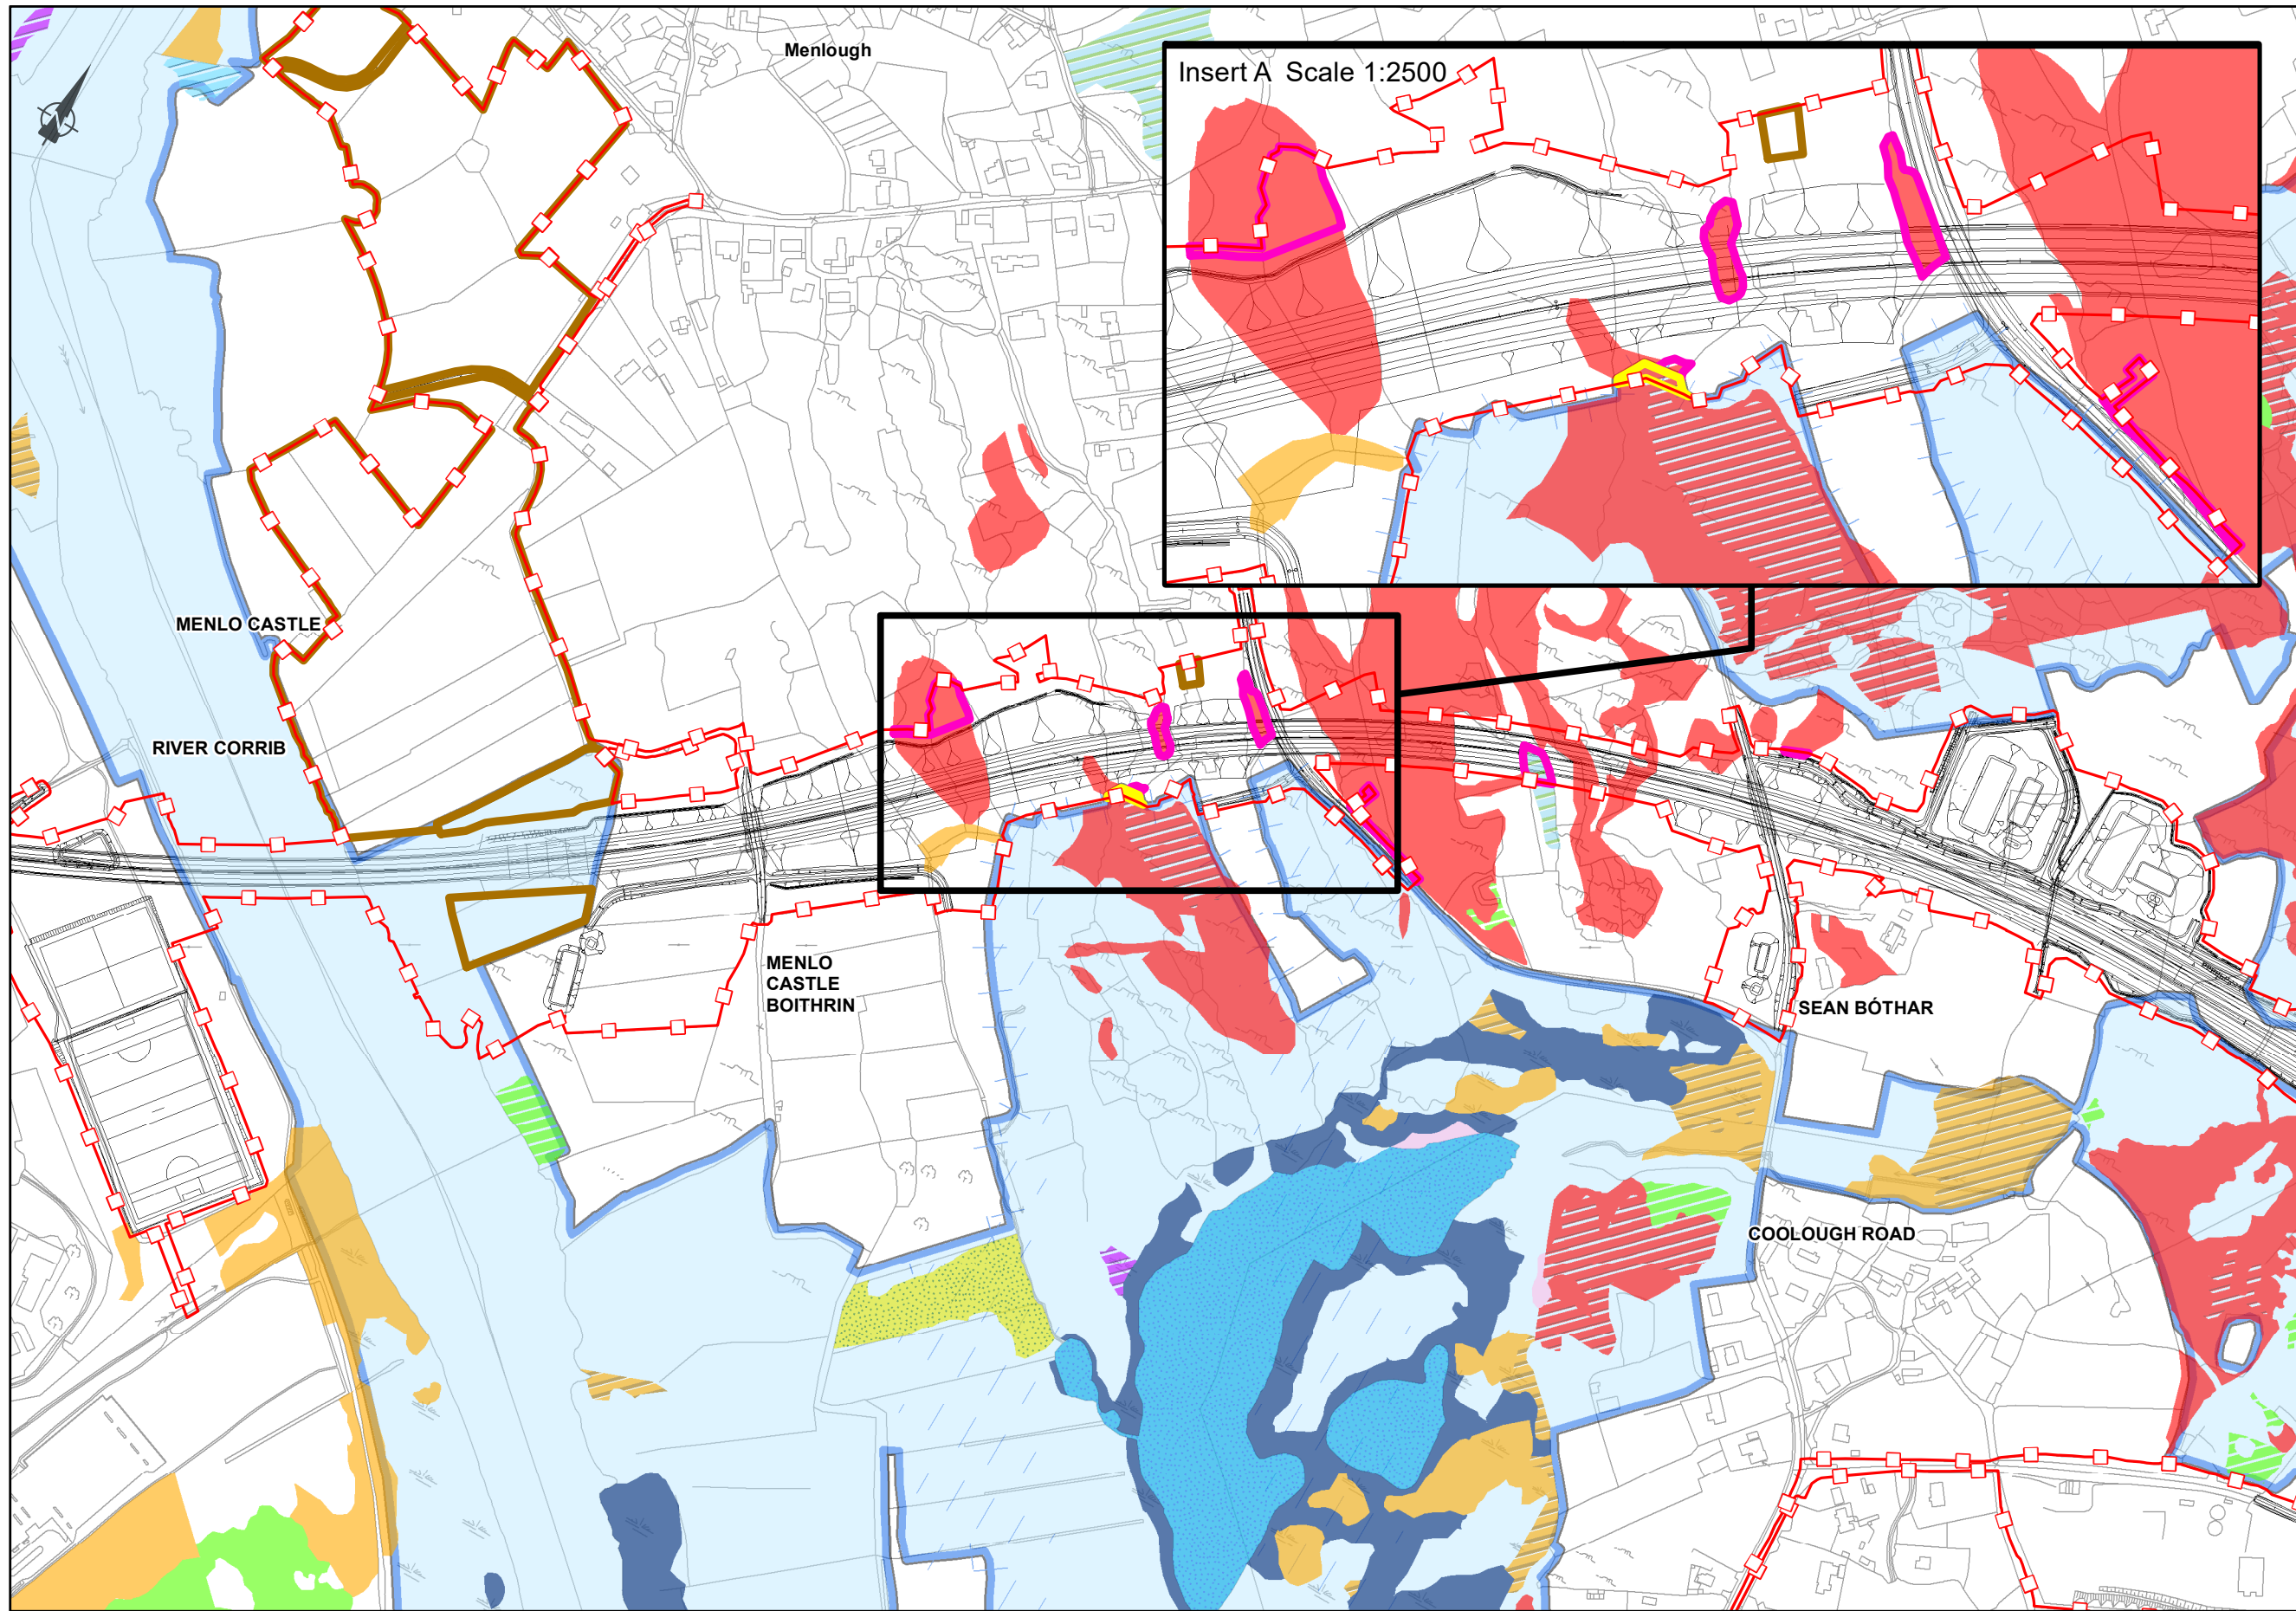 Menlough
Insert A Scale 1:2500
MENLO CASTLE
RIVER CORRIB
MENLO
CASTLE
BOITHRIN
SEAN BÓTHAR
COOLOUGH ROAD